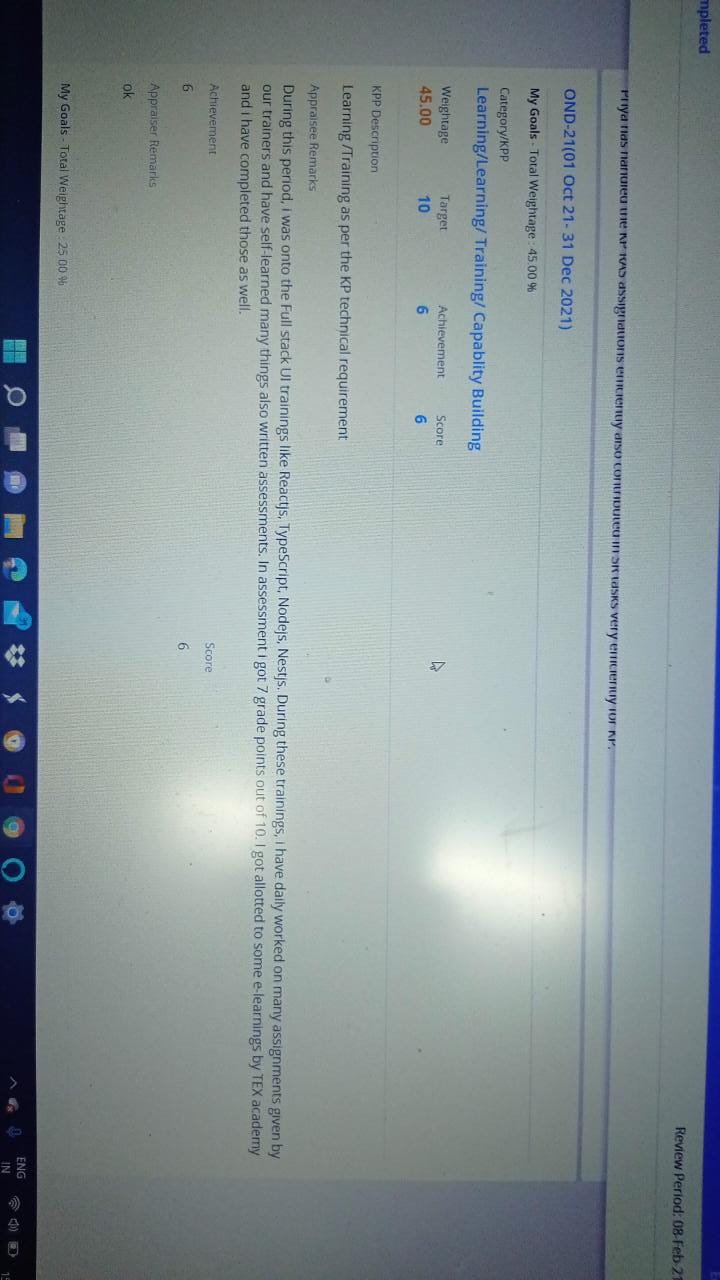 mpleted
Review Period: 08-Feb-21
Priya has handled the KP RAS assignations efficiently also contributed in SR tasks very efficiently for KP.
OND-21(01 Oct 21- 31 Dec 2021)
My Goals - Total Weightage : 45.00 %
Category/KPP
Learning/Learning/ Training/ Capablity Building
Weightage Target Achievement Score
45.00 10 6 6
KPP Description
Learning /Training as per the KP technical requirement
Appraisee Remarks
During this period, i was onto the Full stack UI trainings like Reactjs, TypeScript, Nodejs, Nestjs. During these trainings, i have daily worked on many assignments given by
our trainers and have self-learned many things also written assessments. In assessment i got 7 grade points out of 10. I got allotted to some e-learnings by TEX academy
and i have completed those as well.
Achievement Score
6 6
Appraiser Remarks
ok
My Goals - Total Weightage : 25.00 %
ENG
IN